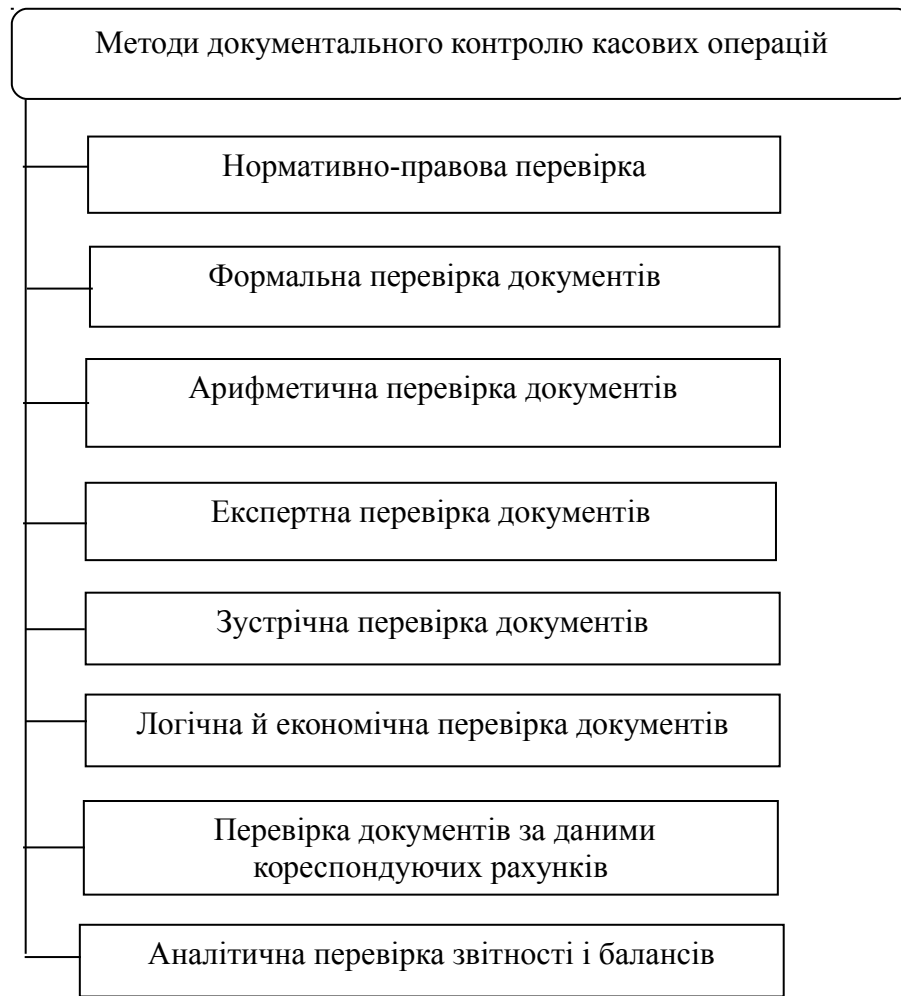 Методи документального контролю касових операцій
Нормативно-правова перевірка
Формальна перевірка документів
Арифметична перевірка документів
Експертна перевірка документів
Зустрічна перевірка документів
Логічна й економічна перевірка документів
Перевірка документів за даними
кореспондуючих рахунків
Аналітична перевірка звітності і балансів